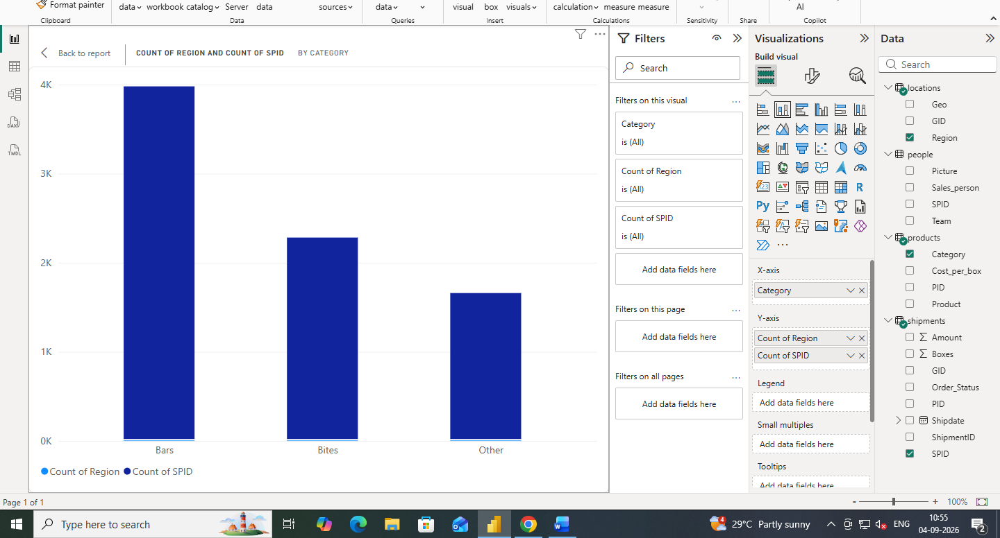 Format painter
data workbook catalog Server data sources data visual box visuals calculation measure measure AI
Clipboard Data Queries Insert Calculations Sensitivity Share Copilot
Back to report COUNT OF REGION AND COUNT OF SPID BY CATEGORY
4K
3K
2K
1K
0K
Bars Bites Other
Count of Region Count of SPID
Filters
Search
Filters on this visual ...
Category
is (All)
Count of Region
is (All)
Count of SPID
is (All)
Add data fields here
Filters on this page ...
Add data fields here
Filters on all pages ...
Add data fields here
Visualizations
Build visual
123
R
Py
...
X-axis
Category
Y-axis
Count of Region
Count of SPID
Legend
Add data fields here
Small multiples
Add data fields here
Tooltips
Add data fields here
Data
Search
locations
Geo
GID
Region
people
Picture
Sales_person
SPID
Team
products
Category
Cost_per_box
PID
Product
shipments
Σ Amount
Σ Boxes
GID
Order_Status
PID
Shipdate
ShipmentID
SPID
DAX
TMDL
Page 1 of 1 - + 100%
Type here to search 4 29°C Partly sunny ENG 10:55
04-09-2026 2